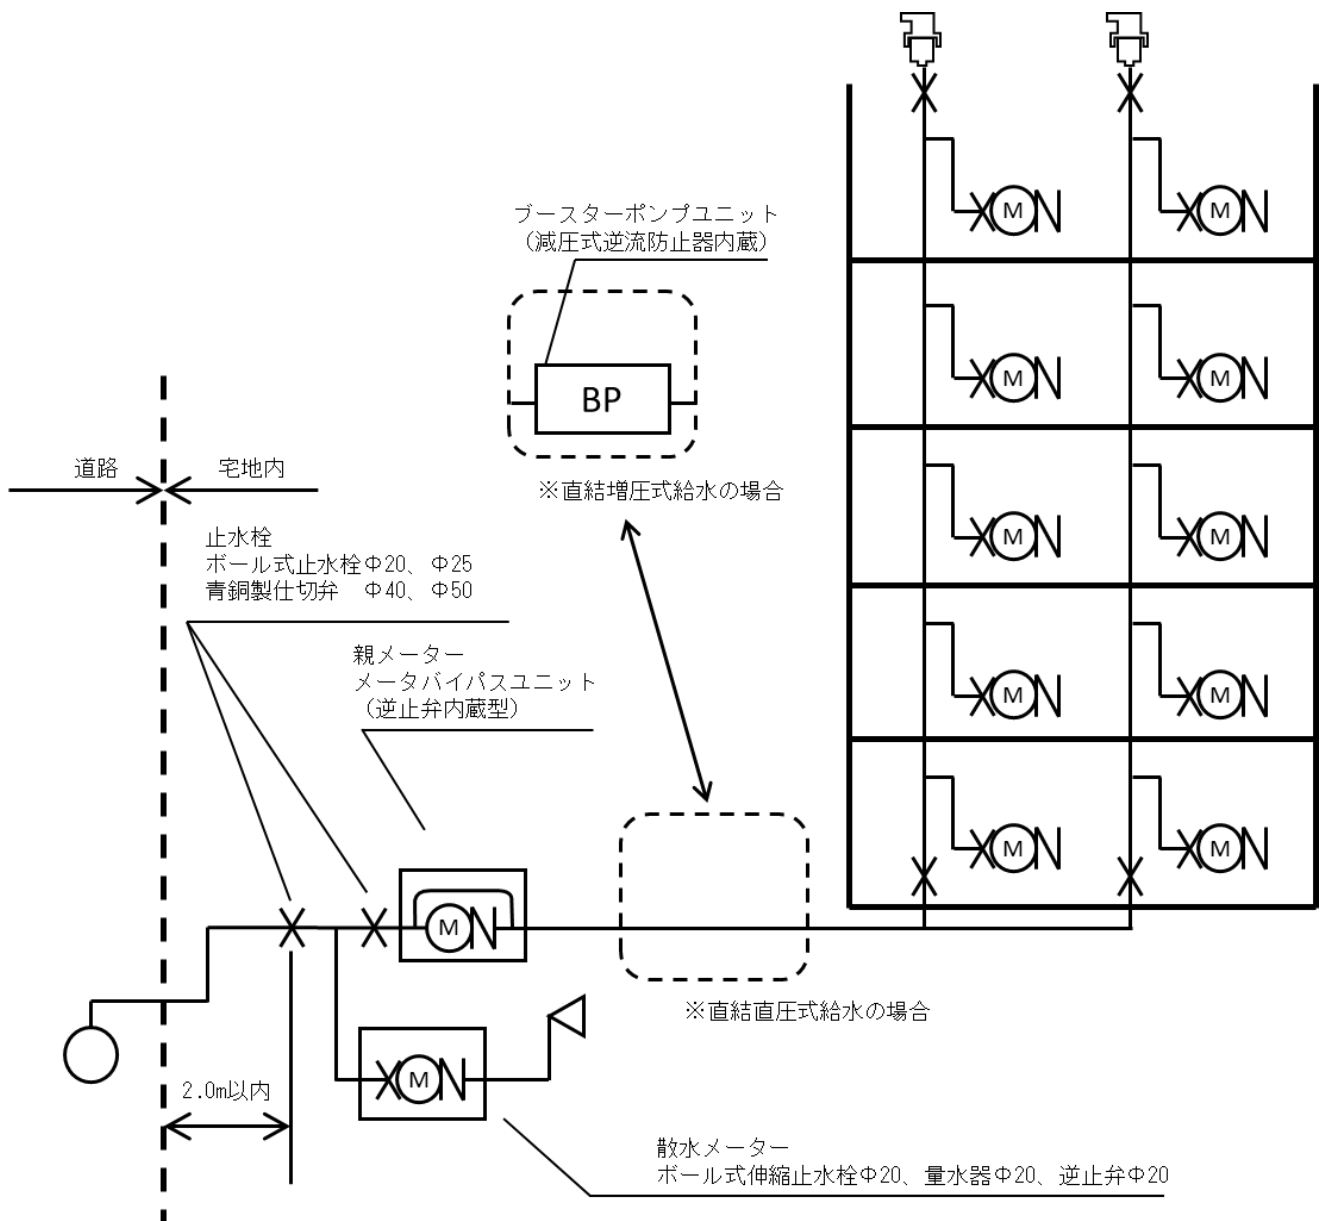 M
M
ブースターポンプユニット
(減圧式逆流防止器内蔵)
BP
M
M
道路
宅地内
※直結増圧式給水の場合
止水栓
ボール式止水栓Φ20、Φ25
青銅製仕切弁　Φ40、Φ50
M
M
親メーター
メータバイパスユニット
(逆止弁内蔵型)
M
M
M
M
M
※直結直圧式給水の場合
2.0m以内
M
散水メーター
ボール式伸縮止水栓Φ20、量水器Φ20、逆止弁Φ20